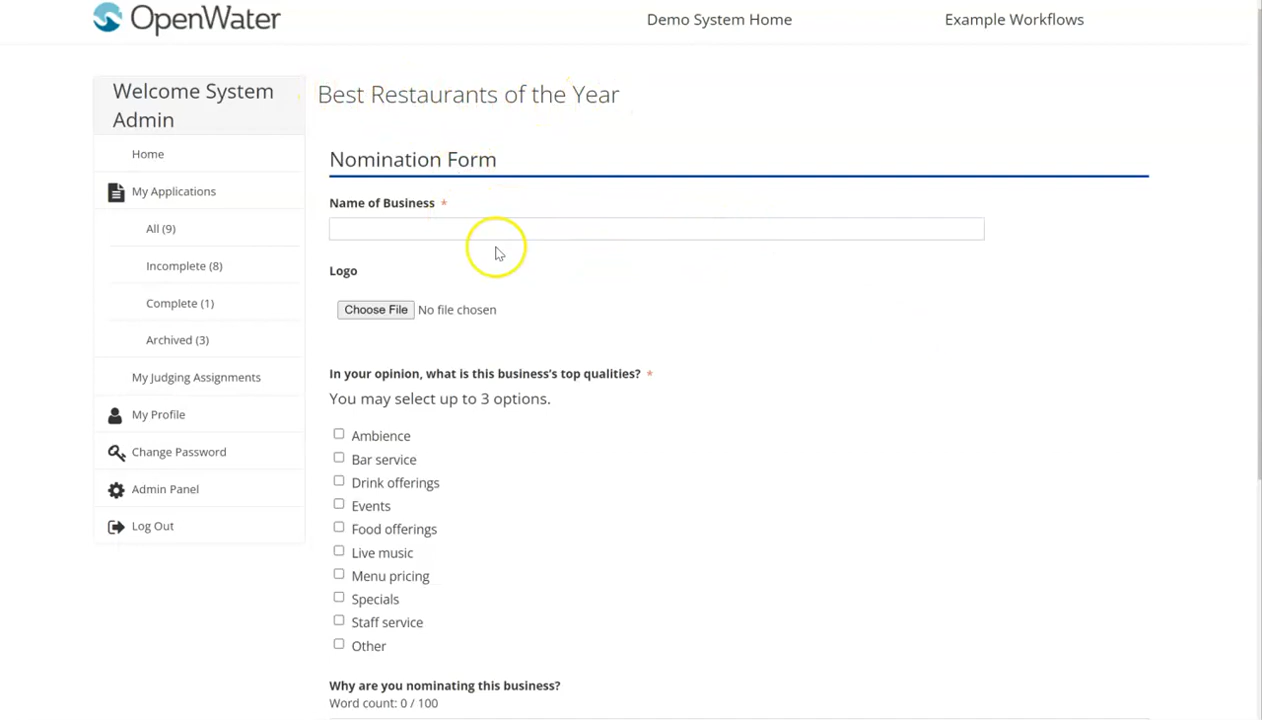 OpenWater
Demo System Home
Example Workflows
Welcome System
Admin
Home
My Applications
All (9)
Incomplete (8)
Complete (1)
Archived (3)
My Judging Assignments
My Profile
Change Password
Admin Panel
Log Out
Best Restaurants of the Year
Nomination Form
Name of Business *
Logo
Choose File No file chosen
In your opinion, what is this business's top qualities? *
You may select up to 3 options.
Ambience
Bar service
Drink offerings
Events
Food offerings
Live music
Menu pricing
Specials
Staff service
Other
Why are you nominating this business?
Word count: 0 / 100